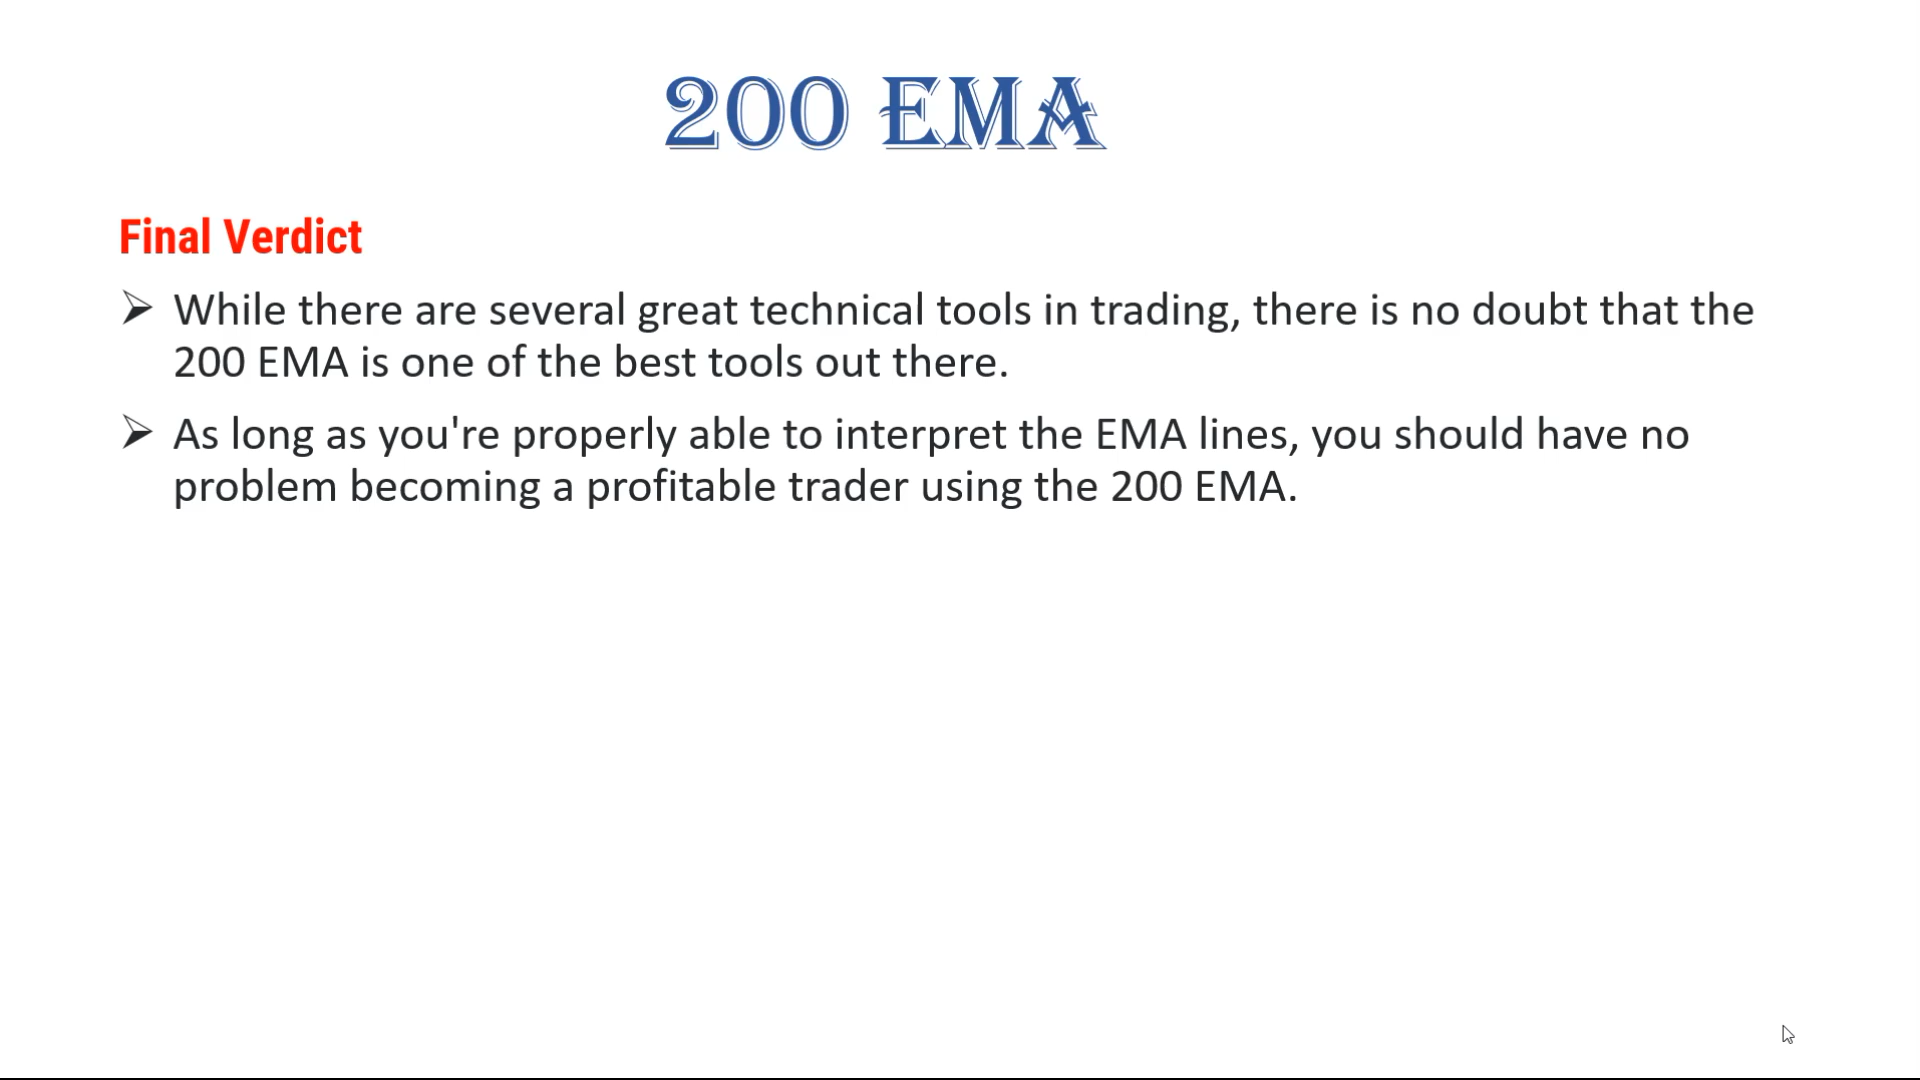 200 EMA
Final Verdict
While there are several great technical tools in trading, there is no doubt that the
200 EMA is one of the best tools out there.
As long as you're properly able to interpret the EMA lines, you should have no
problem becoming a profitable trader using the 200 EMA.